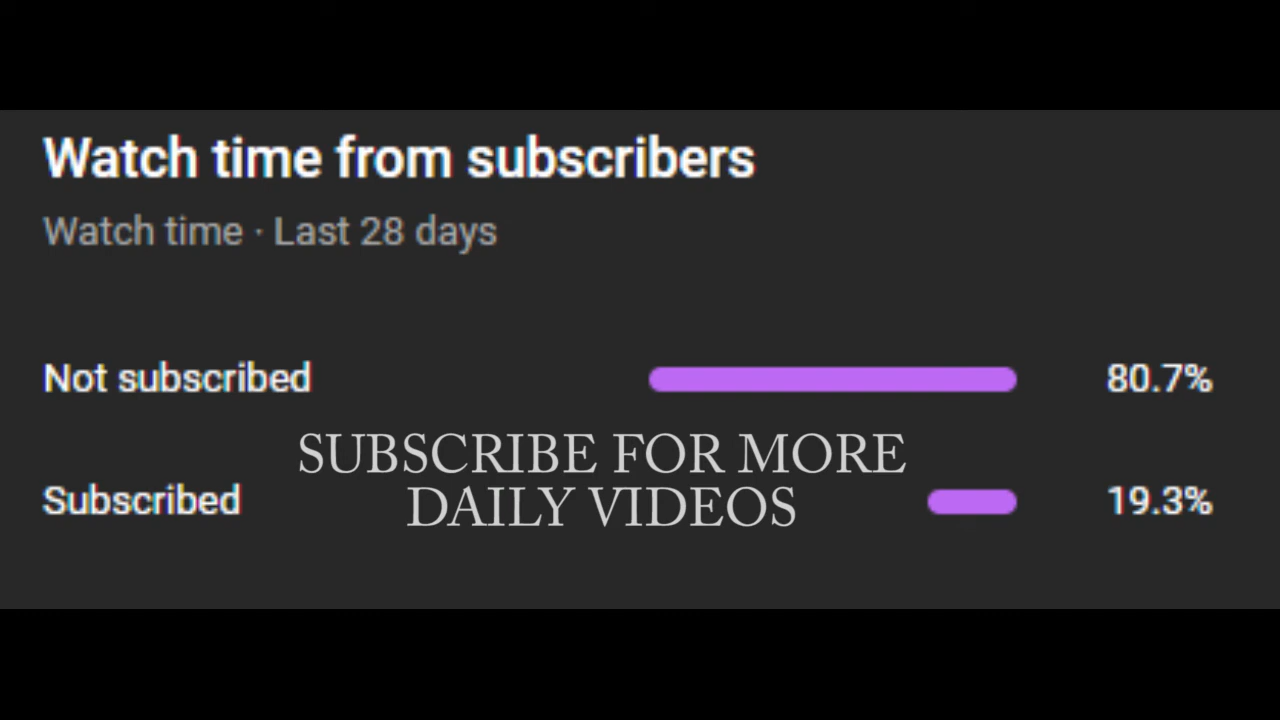 Watch time from subscribers
Watch time · Last 28 days
Not subscribed 80.7%
SUBSCRIBE FOR MORE
DAILY VIDEOS
Subscribed 19.3%